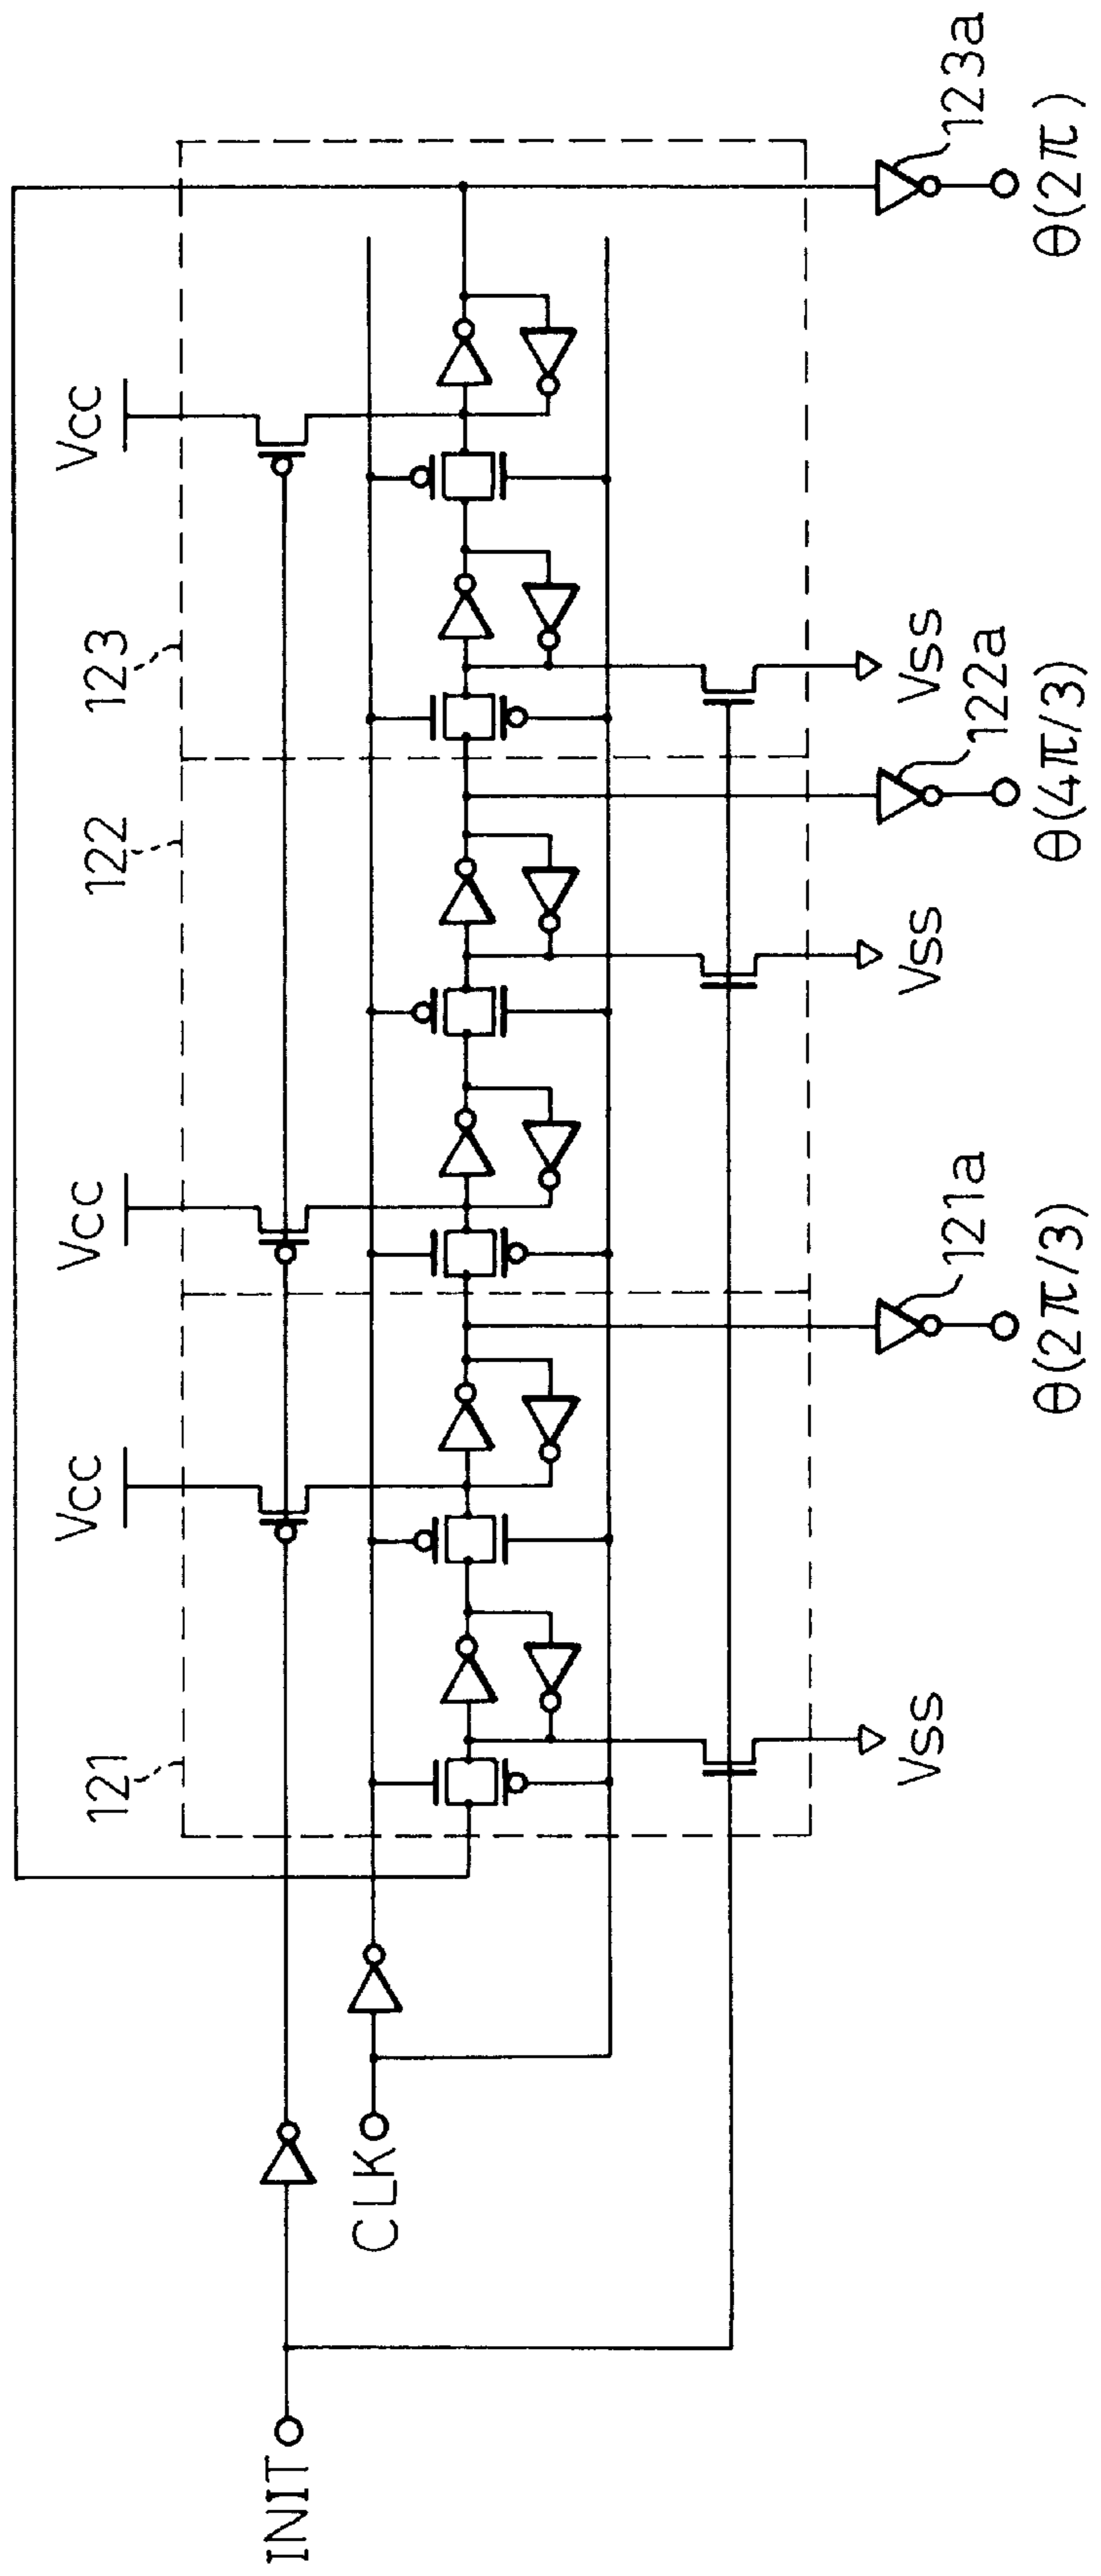 Vcc
Vcc
Vcc
121
122
123
INIT
CLK
Vss
Vss
Vss
121a
122a
123a
θ(2π/3)
θ(4π/3)
θ(2π)